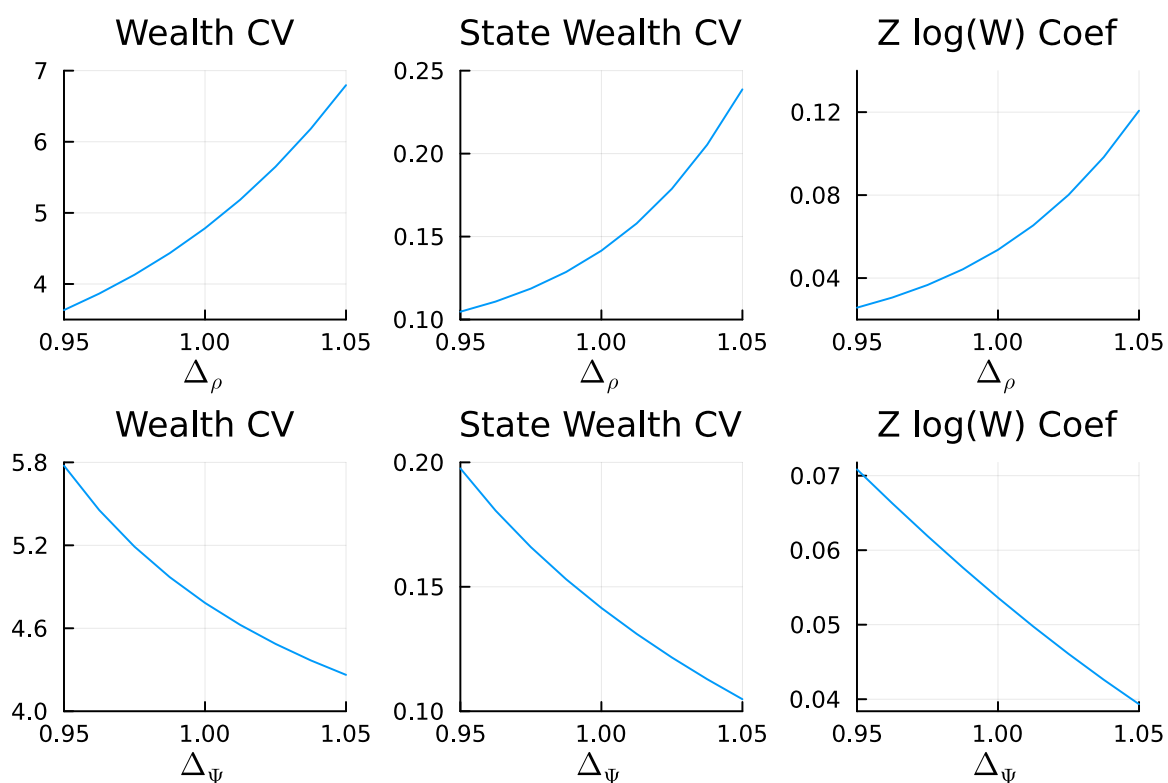 Wealth CV
State Wealth CV
Z log(W) Coef
7
6
5
4
0.95 1.00 1.05
Δρ
0.25
0.20
0.15
0.10
0.95 1.00 1.05
Δρ
0.12
0.08
0.04
0.95 1.00 1.05
Δρ
Wealth CV
State Wealth CV
Z log(W) Coef
5.8
5.2
4.6
4.0
0.95 1.00 1.05
ΔΨ
0.20
0.15
0.10
0.95 1.00 1.05
ΔΨ
0.07
0.06
0.05
0.04
0.95 1.00 1.05
ΔΨ